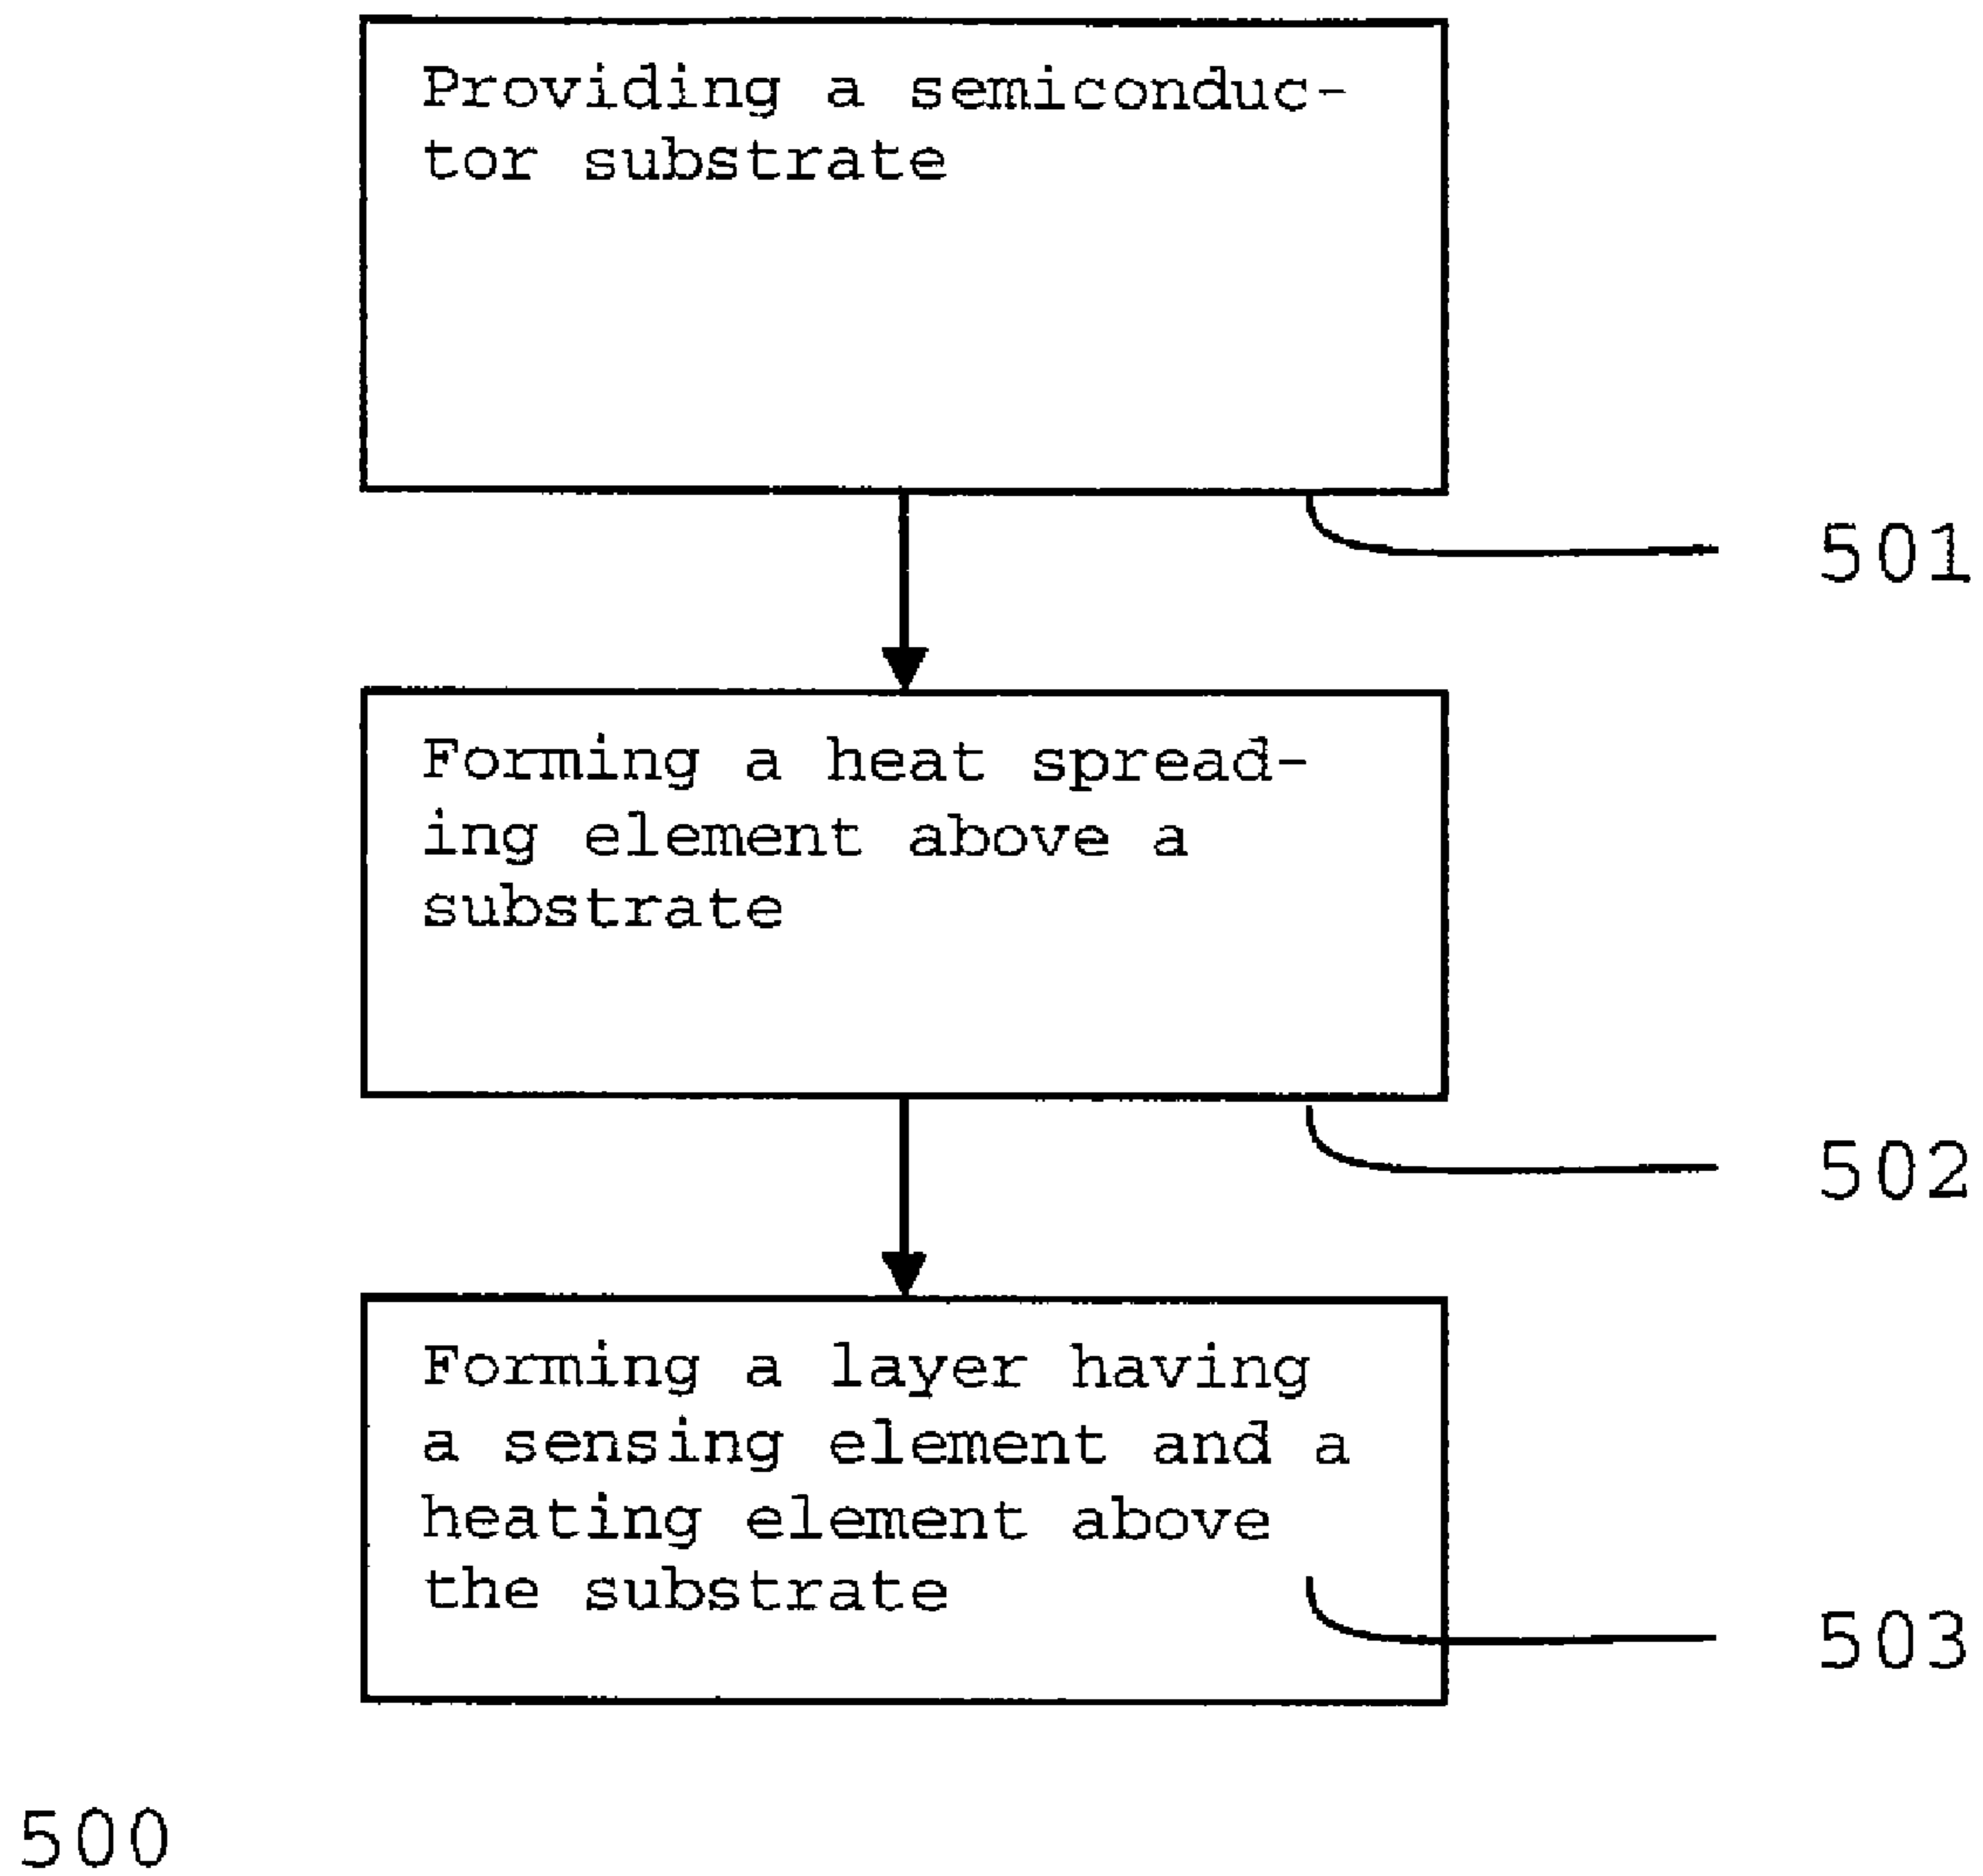 Providing a semiconduc-
tor substrate
501
Forming a heat spread-
ing element above a
substrate
502
Forming a layer having
a sensing element and a
heating element above
the substrate
503
500